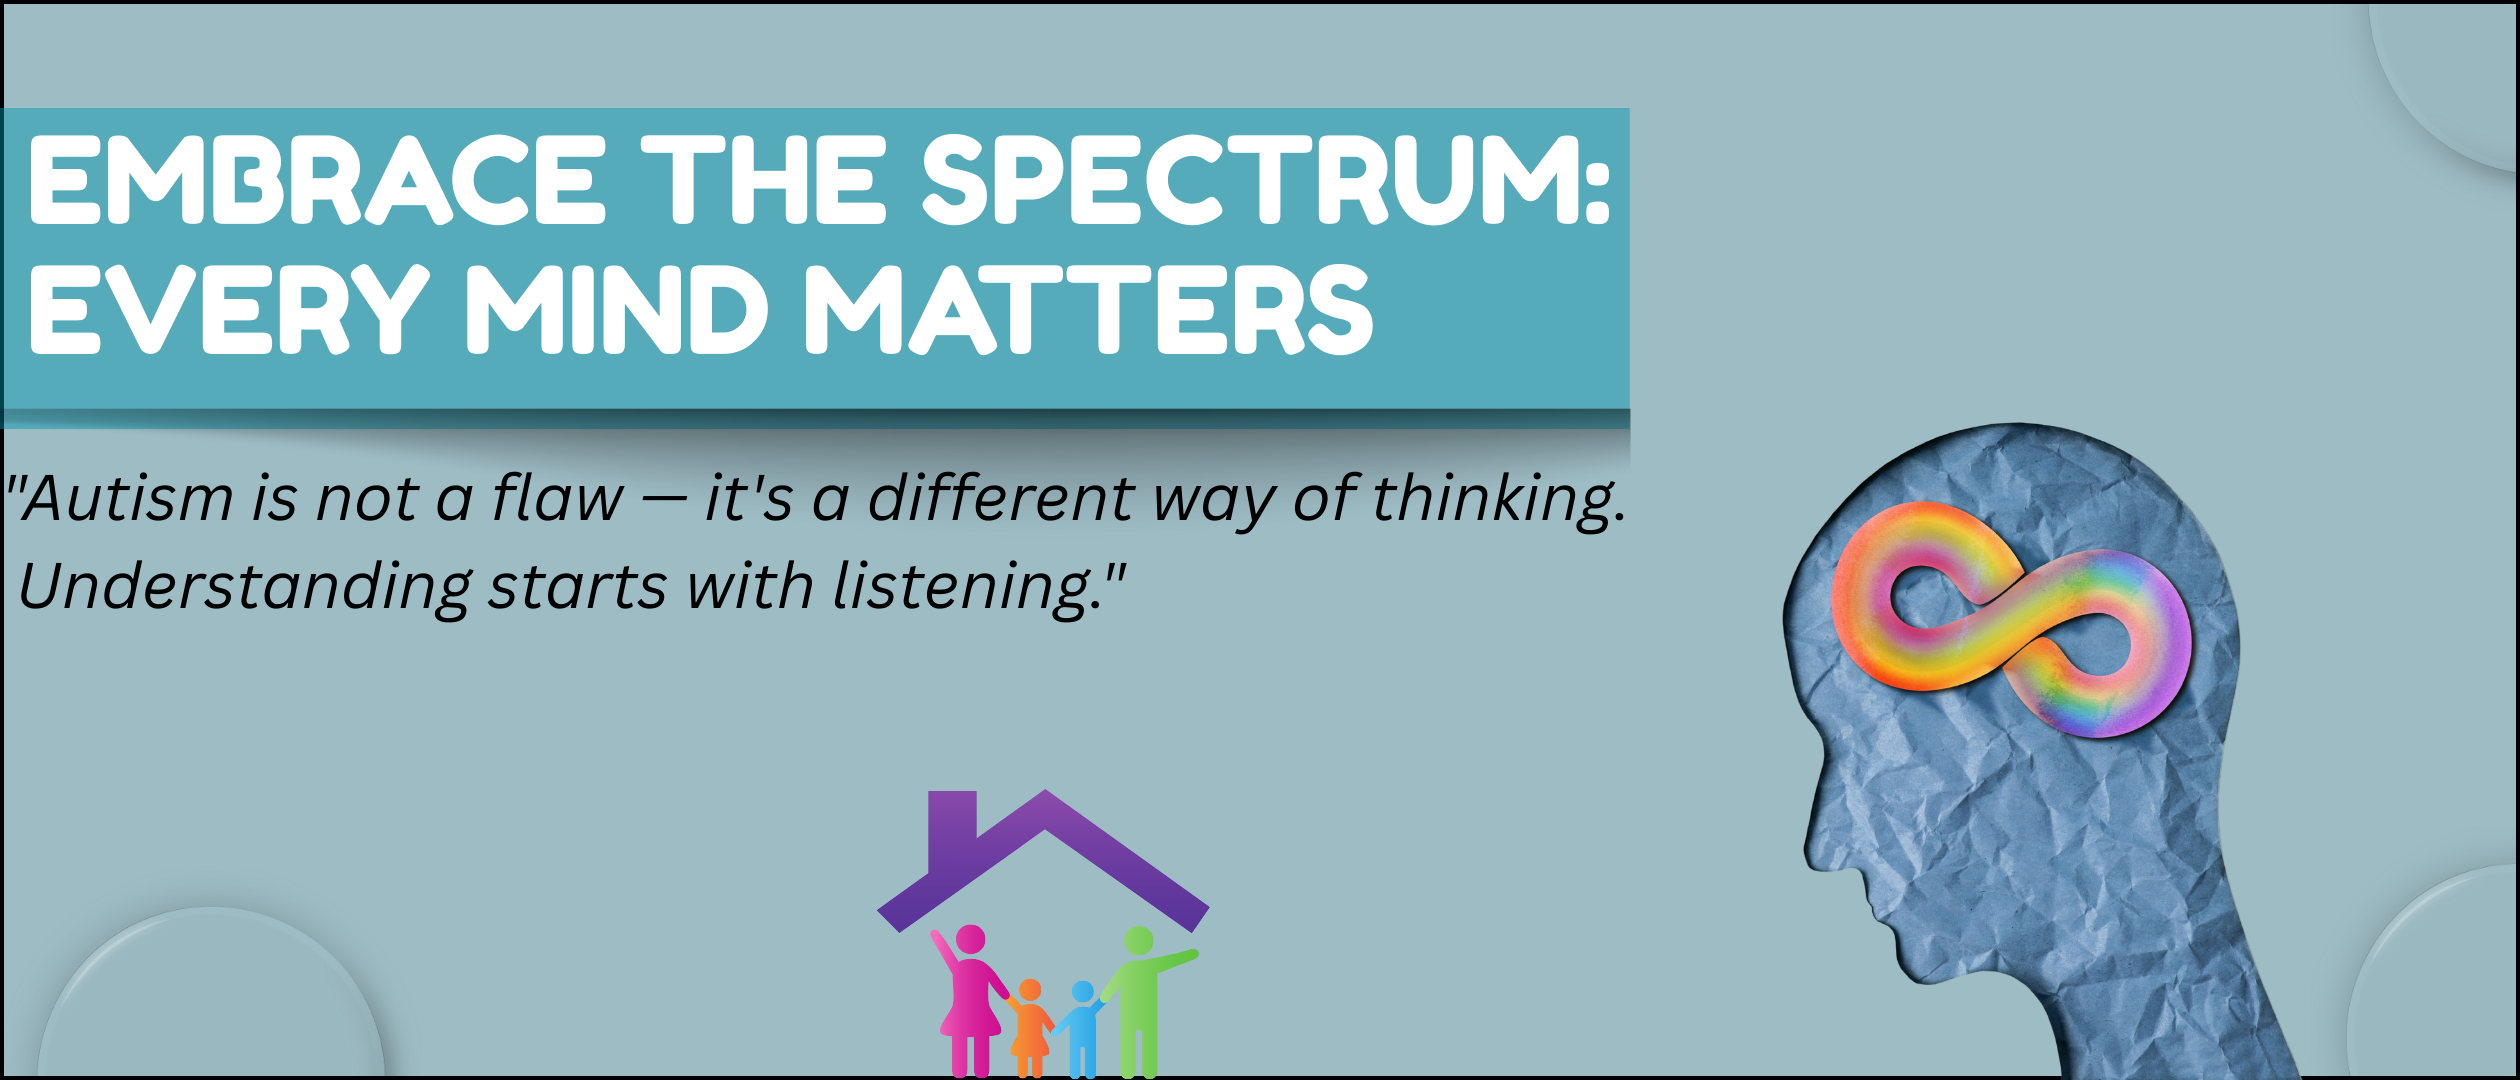 EMBRACE THE SPECTRUM:
EVERY MIND MATTERS
"Autism is not a flaw — it's a different way of thinking.
Understanding starts with listening."